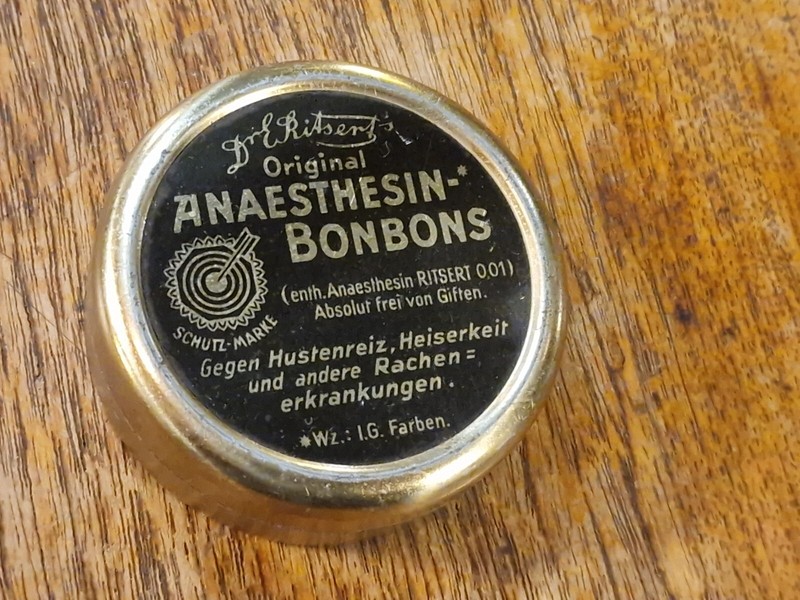 Dr. E. Ritsert's
Original
ANAESTHESIN-*
BONBONS
(enth. Anaesthesin RITSERT 0,01)
Absolut frei von Giften.
SCHUTZ-MARKE
Gegen Hustenreiz, Heiserkeit
und andere Rachen=
erkrankungen.
*Wz.: I.G. Farben.